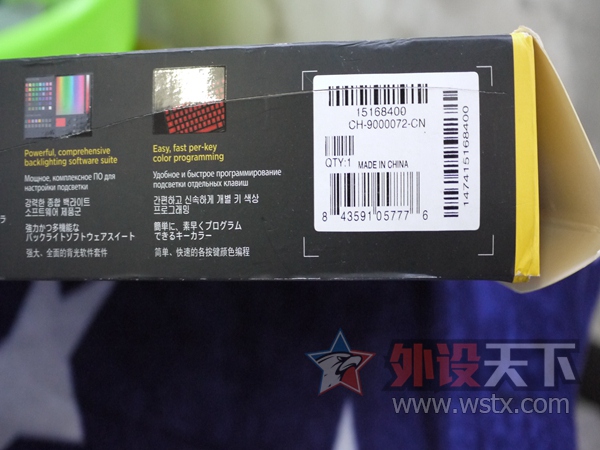 Powerful, comprehensive
backlighting software suite
Мощное, комплексное ПО для
настройки подсветки
강력한 종합 백라이트
소프트웨어 제품군
強力かつ多機能な
バックライトソフトウェアスイート
强大、全面的背光软件套件
Easy, fast per-key
color programming
Удобное и быстрое программирование
подсветки отдельных клавиш
간편하고 신속하게 개별 키 색상
프로그래밍
簡単に、素早くプログラム
できるキーカラー
简单、快速的各按键颜色编程
15168400
CH-9000072-CN
QTY:1 MADE IN CHINA
8 43591 05777 6
147415168400
外设天下
www.wstx.com